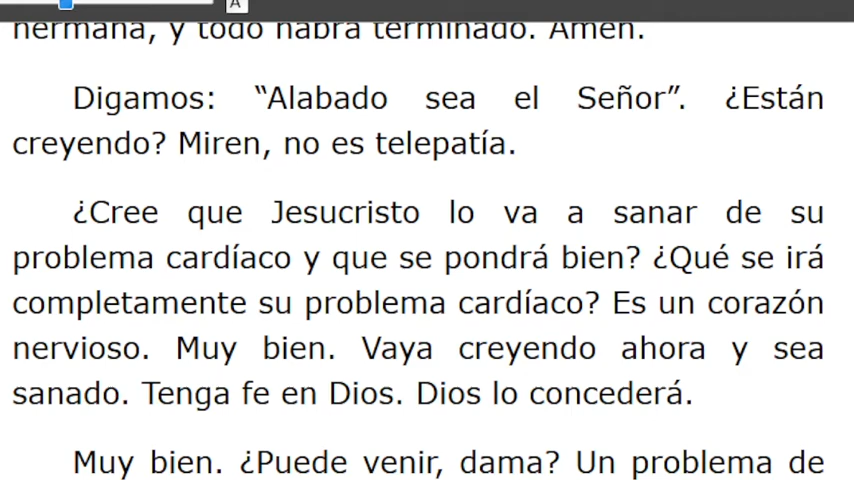 A
hermana, y todo habrá terminado. Amén.
Digamos: “Alabado sea el Señor”. ¿Están
creyendo? Miren, no es telepatía.
¿Cree que Jesucristo lo va a sanar de su
problema cardíaco y que se pondrá bien? ¿Qué se irá
completamente su problema cardíaco? Es un corazón
nervioso. Muy bien. Vaya creyendo ahora y sea
sanado. Tenga fe en Dios. Dios lo concederá.
Muy bien. ¿Puede venir, dama? Un problema de